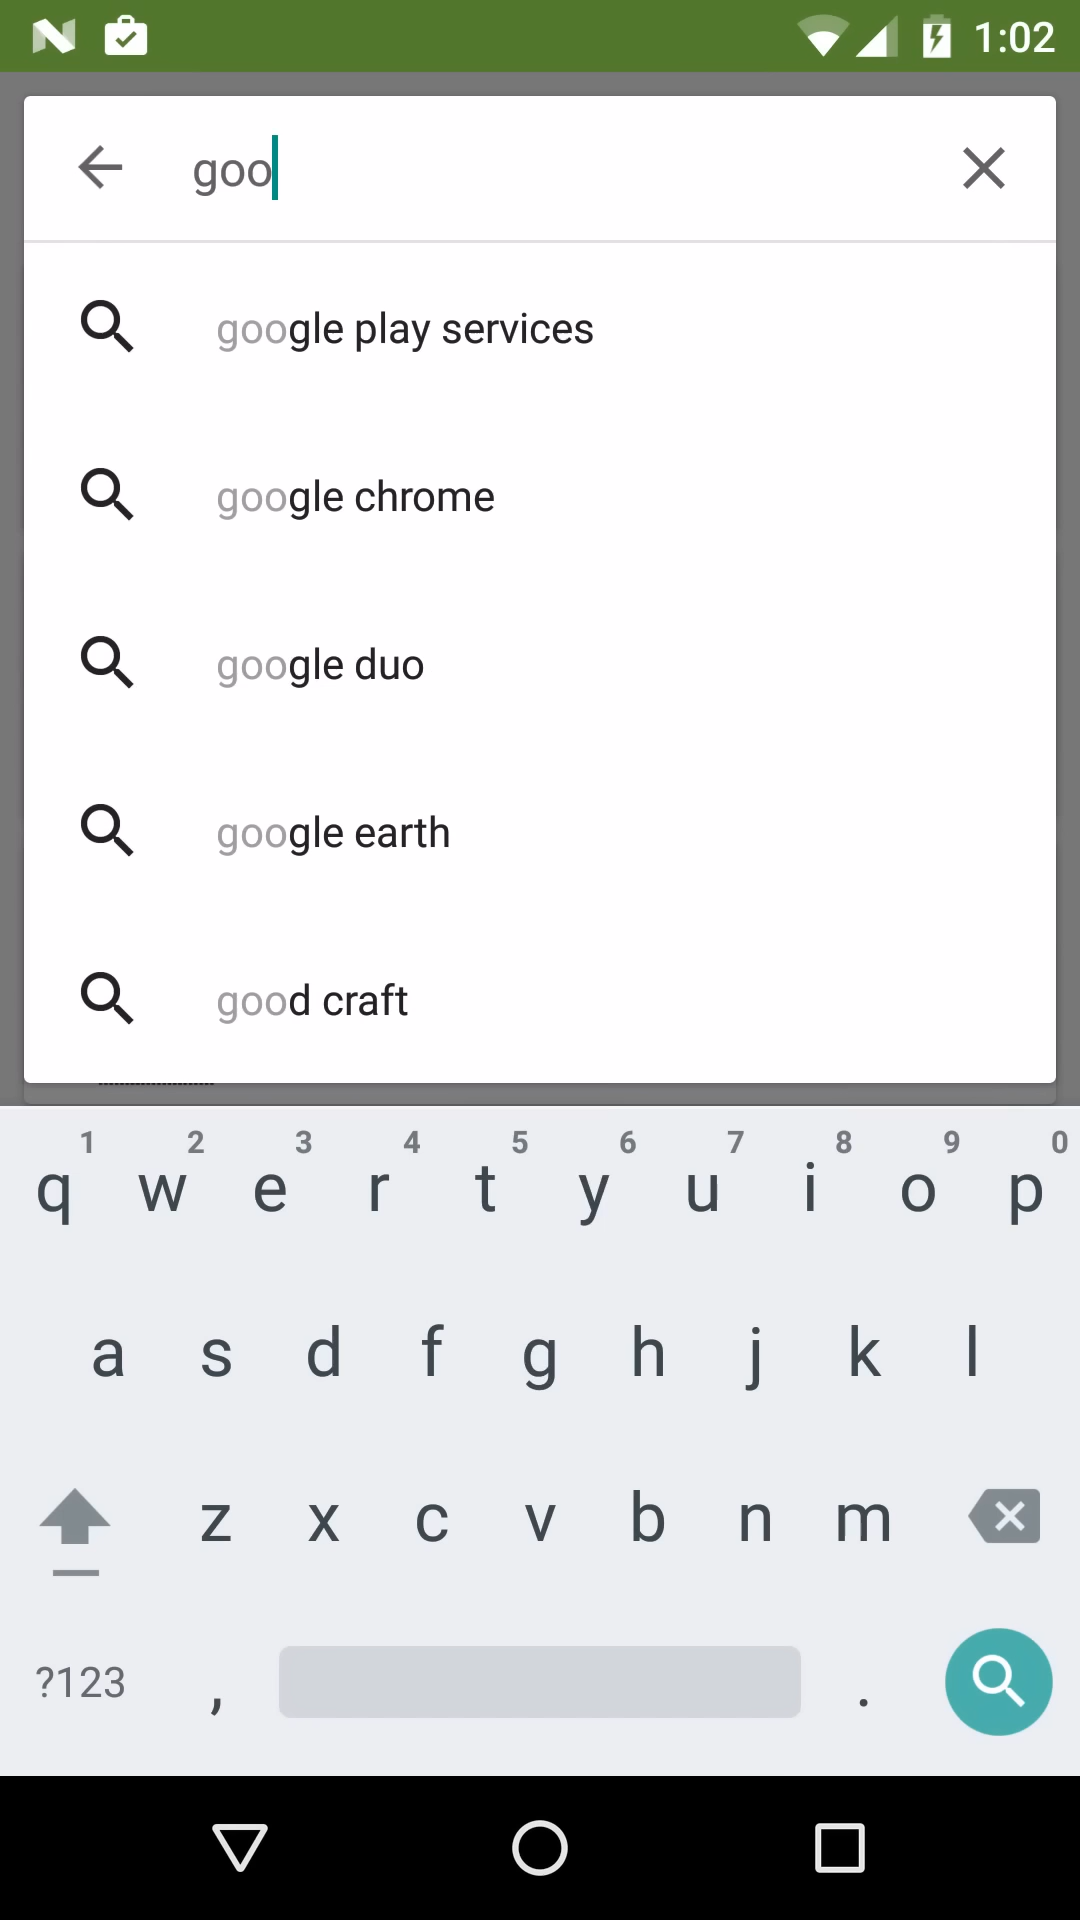 1:02
goo
google play services
google chrome
google duo
google earth
good craft
1 2 3 4 5 6 7 8 9 0
q w e r t y u i o p
a s d f g h j k l
z x c v b n m
?123 , .